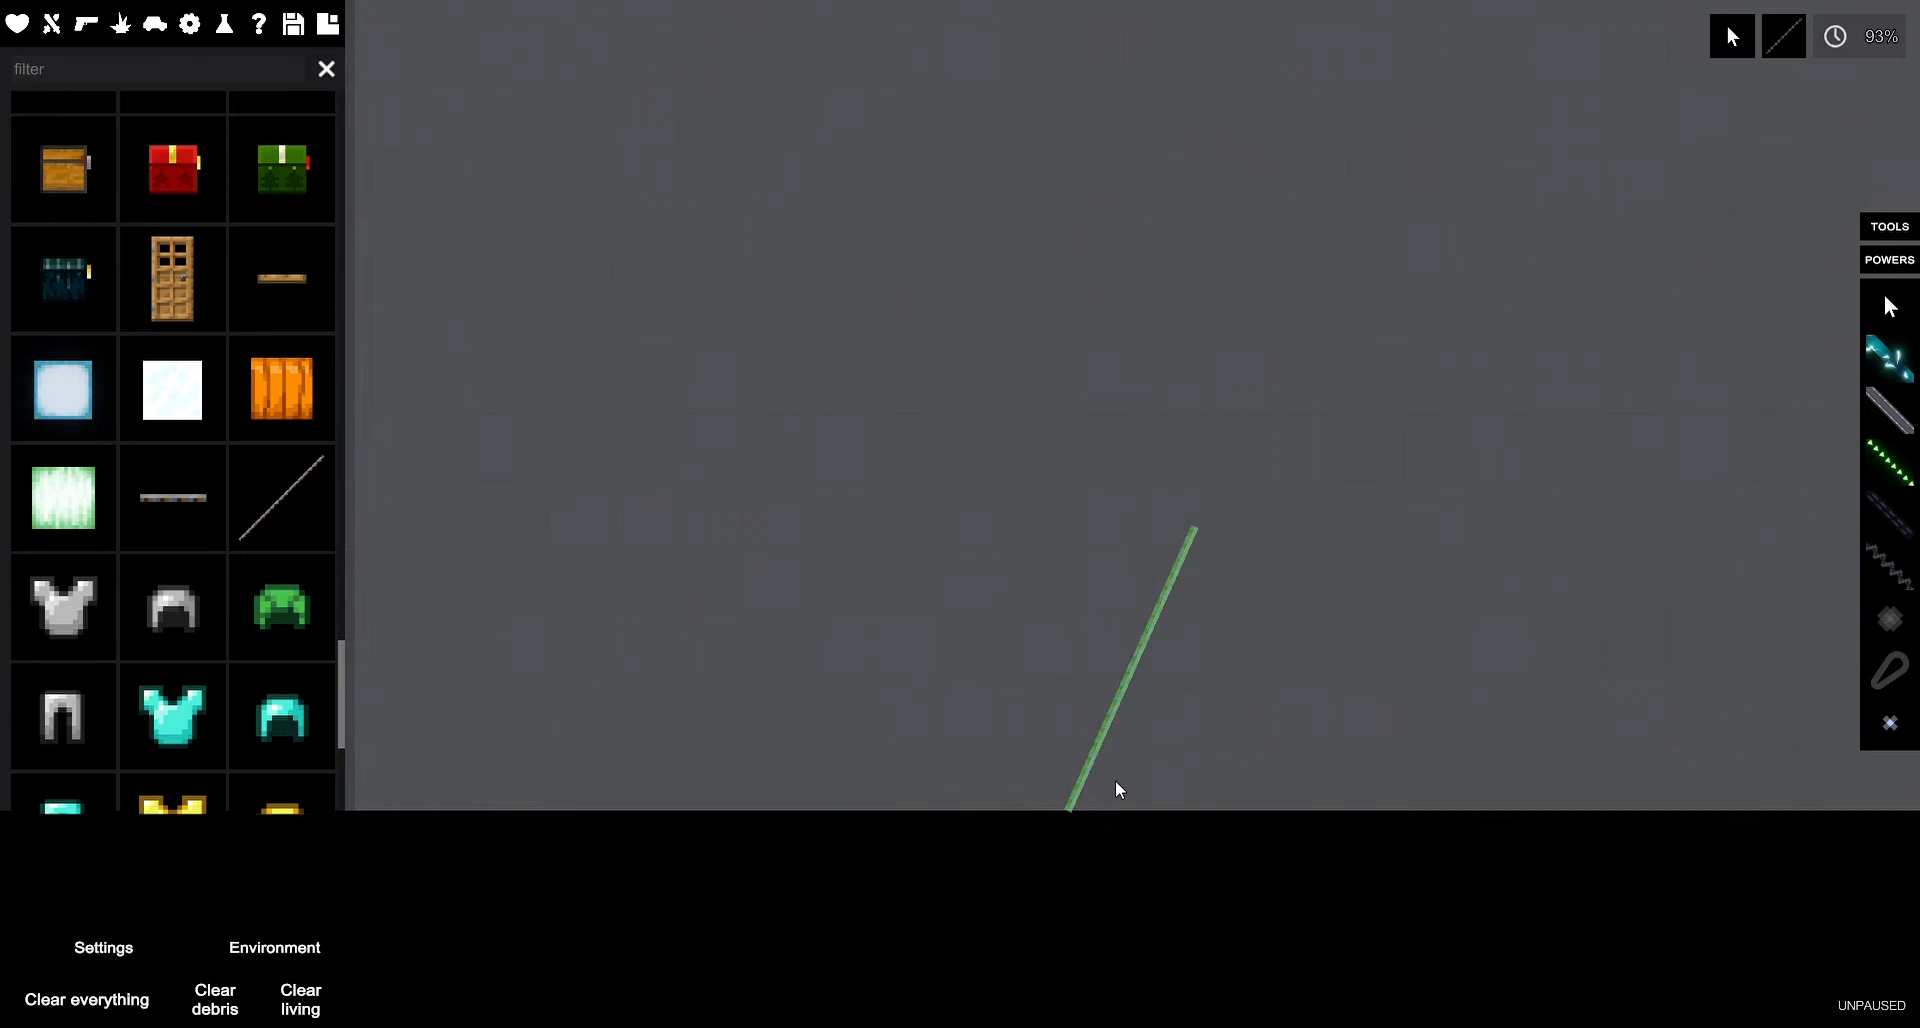 filter
93%
TOOLS
POWERS
Settings
Environment
Clear everything
Clear
debris
Clear
living
UNPAUSED